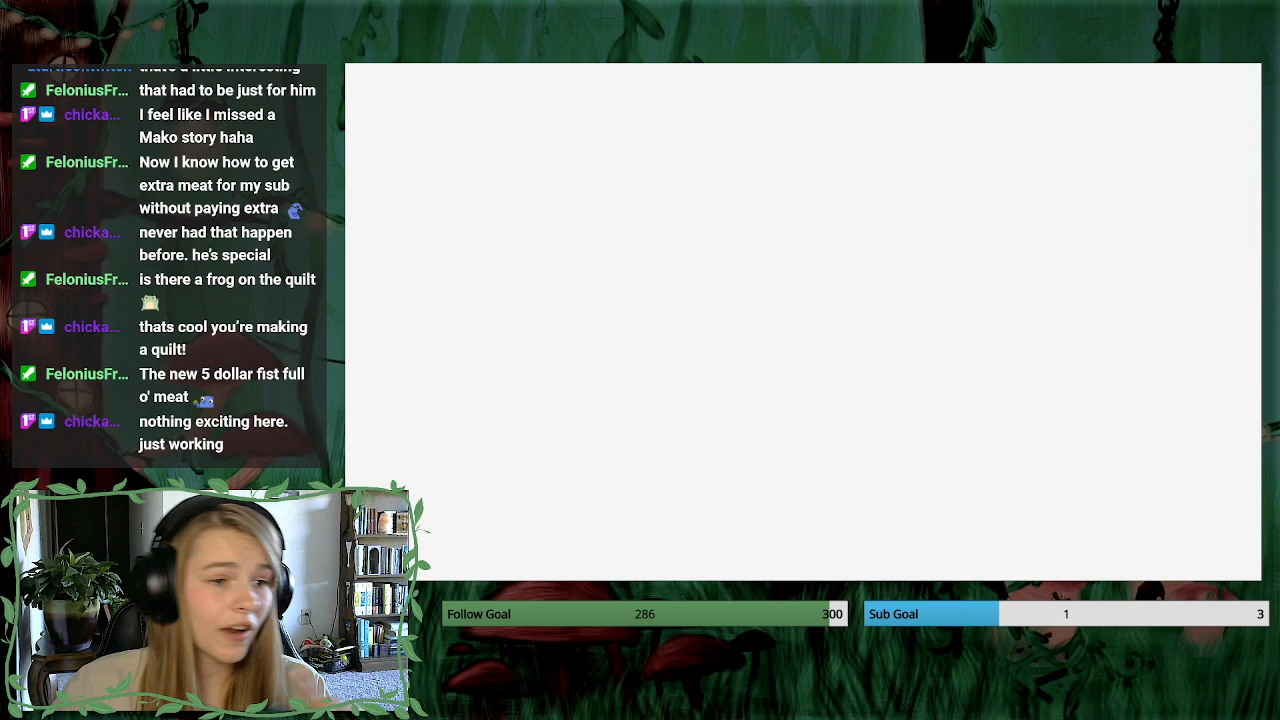 that's a little interesting
FeloniusFr... that had to be just for him
chicka... I feel like I missed a
Mako story haha
FeloniusFr... Now I know how to get
extra meat for my sub
without paying extra
chicka... never had that happen
before. he's special
FeloniusFr... is there a frog on the quilt
chicka... thats cool you're making
a quilt!
FeloniusFr... The new 5 dollar fist full
o' meat
chicka... nothing exciting here.
just working
Follow Goal 286 300
Sub Goal 1 3